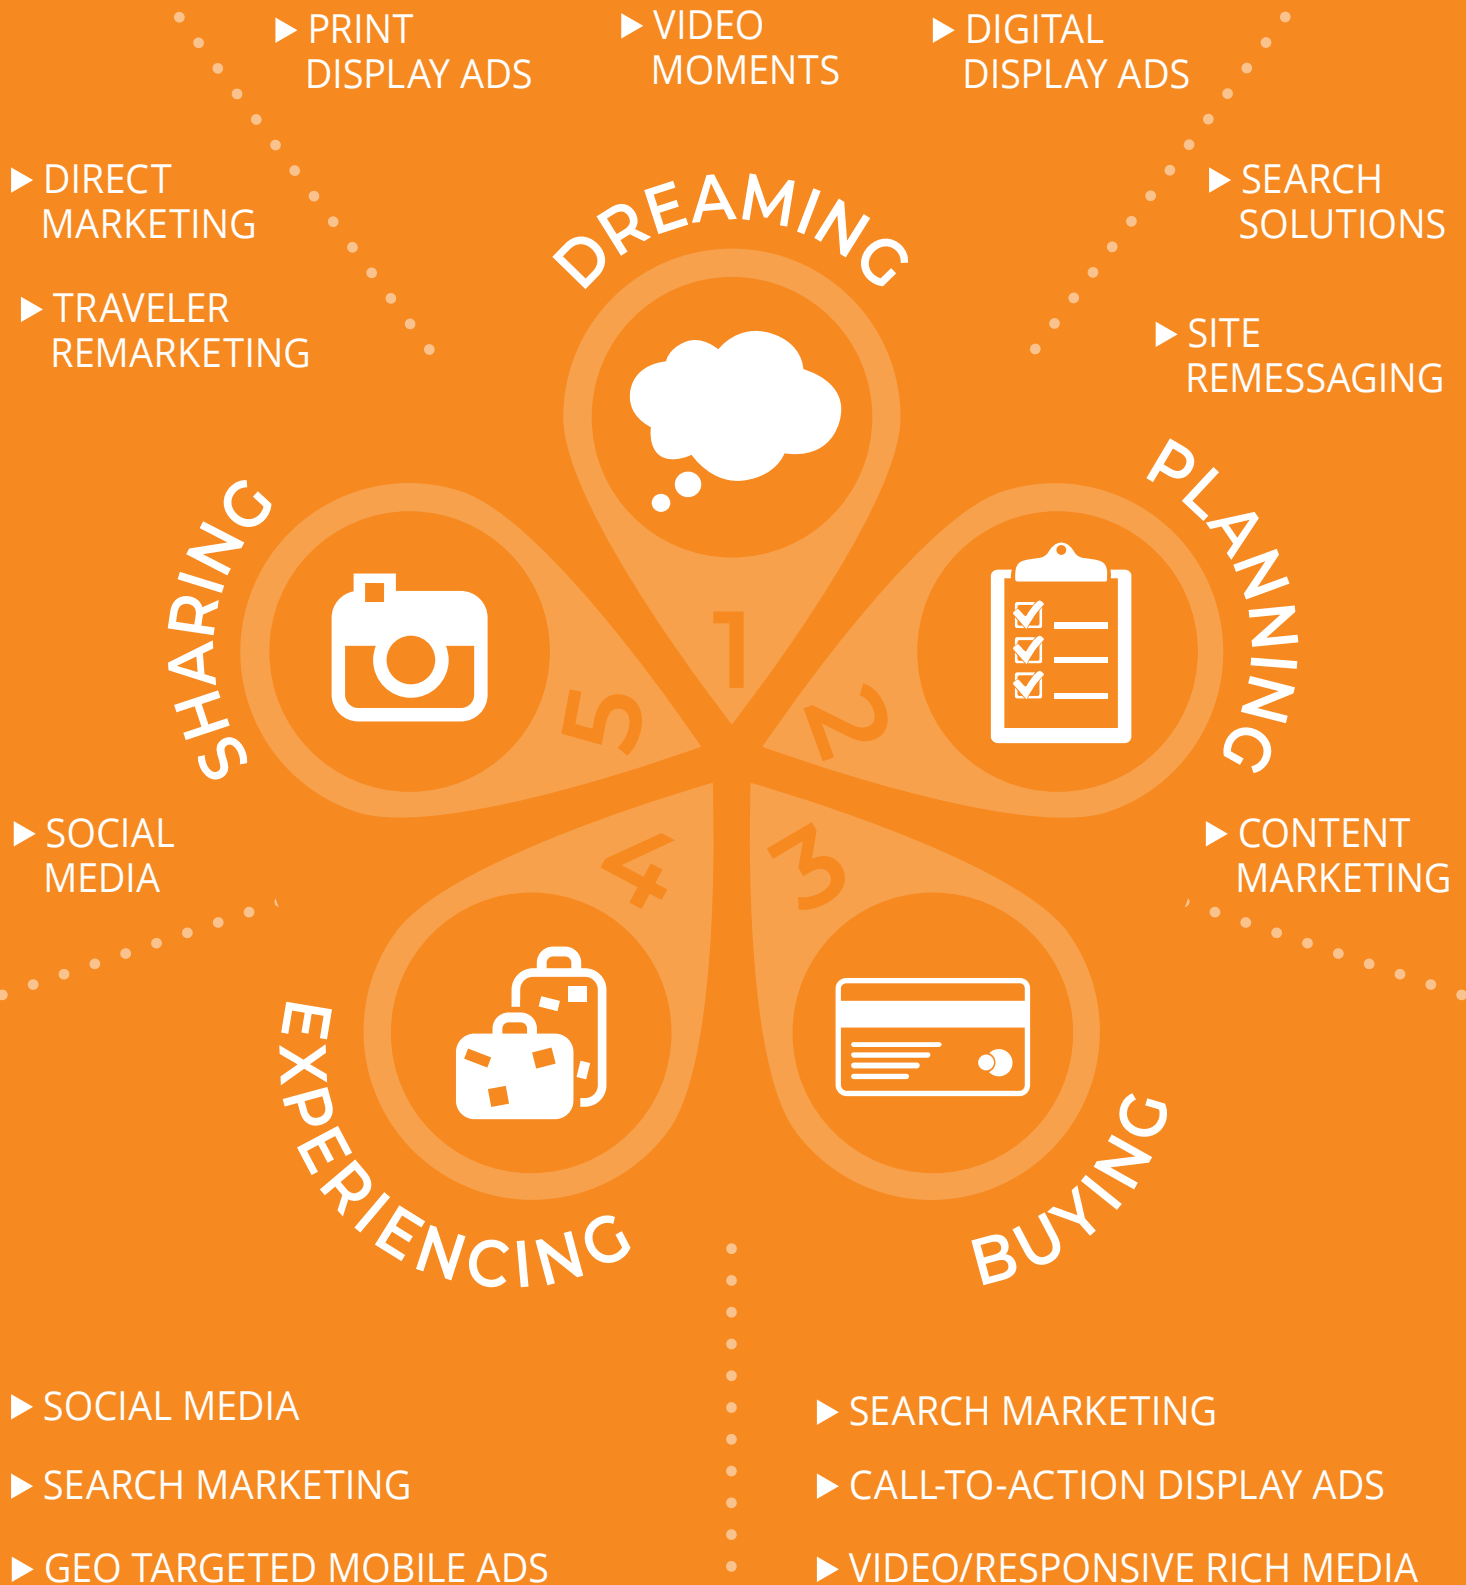 ▶ PRINT
DISPLAY ADS
▶ VIDEO
MOMENTS
▶ DIGITAL
DISPLAY ADS
DREAMING
1
▶ SEARCH
SOLUTIONS
▶ SITE
REMESSAGING
PLANNING
2
▶ CONTENT
MARKETING
3
BUYING
▶ SEARCH MARKETING
▶ CALL-TO-ACTION DISPLAY ADS
▶ VIDEO/RESPONSIVE RICH MEDIA
4
EXPERIENCING
▶ SOCIAL MEDIA
▶ SEARCH MARKETING
▶ GEO TARGETED MOBILE ADS
▶ DIRECT
MARKETING
▶ TRAVELER
REMARKETING
SHARING
5
▶ SOCIAL
MEDIA